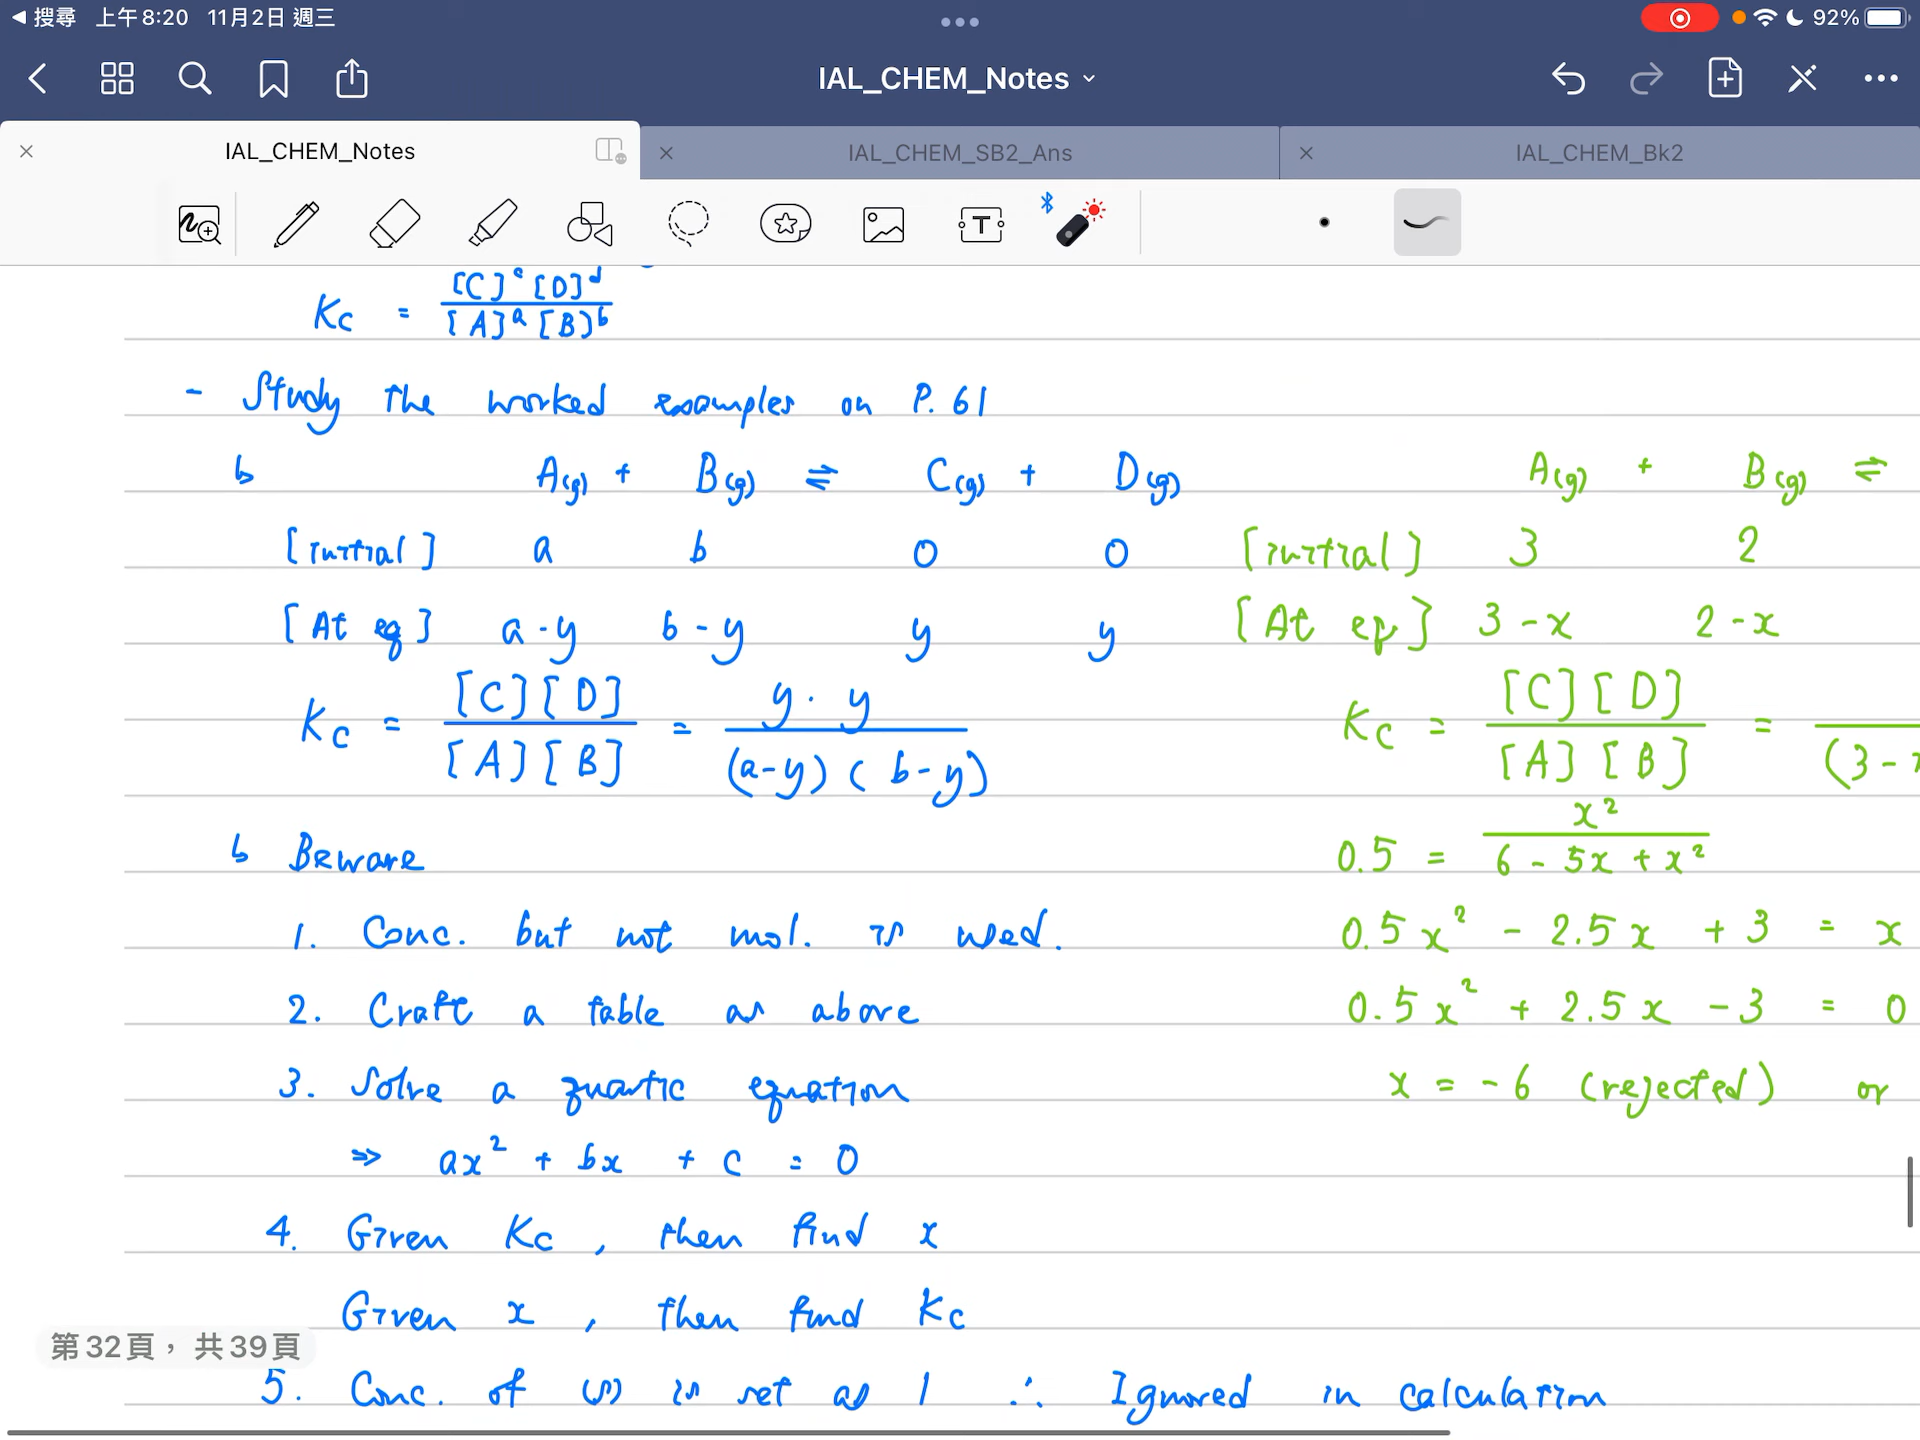 搜尋 上午8:20 11月2日 週三 92%
IAL_CHEM_Notes
IAL_CHEM_Notes IAL_CHEM_SB2_Ans IAL_CHEM_Bk2
T
Kc = [C]^c [D]^d / [A]^a [B]^b
- Study the worked examples on P. 61
A(g) + B(g) ⇌ C(g) + D(g)
[initial] a b 0 0
[At eq] a-y b-y y y
Kc = [C][D] / [A][B] = y · y / (a-y)(b-y)
Beware
1. Conc. but not mol. is used.
2. Craft a table as above
3. Solve a quartic equation
⇒ ax² + bx + c = 0
4. Given Kc, then find x
Given x, then find Kc
5. Conc. of (s) is set as 1 ∴ Ignored in calculation
A(g) + B(g) ⇌
[initial] 3 2
[At eq] 3-x 2-x
Kc = [C][D] / [A][B] = (3-
0.5 = x² / 6 - 5x + x²
0.5x² - 2.5x + 3 = x
0.5x² + 2.5x - 3 = 0
x = -6 (rejected) or
第32頁，共39頁